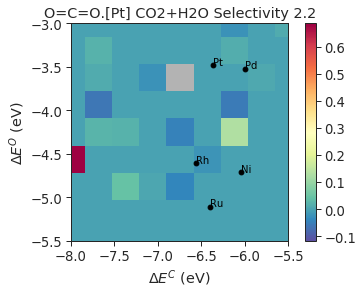 O=C=O.[Pt] CO2+H2O Selectivity 2.2
−3.0
−3.5
−4.0
−4.5
−5.0
−5.5
ΔE^O (eV)
−8.0 −7.5 −7.0 −6.5 −6.0 −5.5
ΔE^C (eV)
Pt
Pd
Rh
Ni
Ru
0.6
0.5
0.4
0.3
0.2
0.1
0.0
−0.1